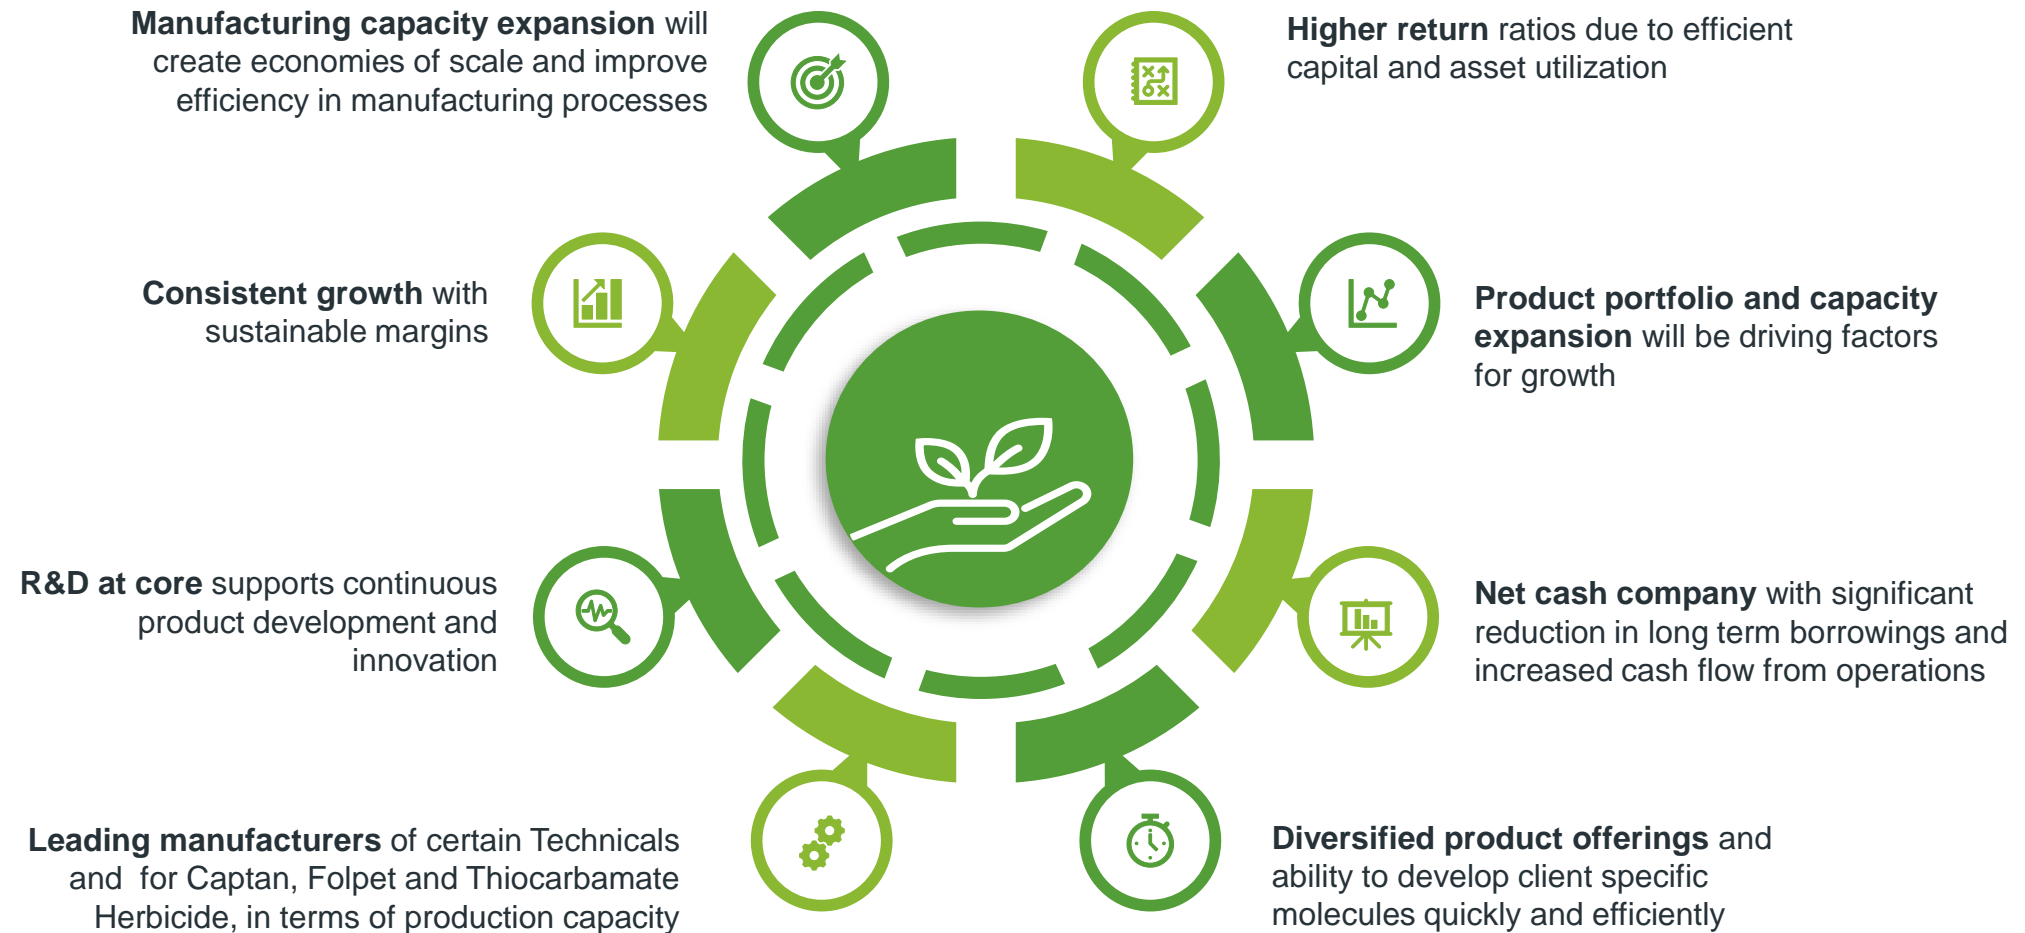 Manufacturing capacity expansion will
create economies of scale and improve
efficiency in manufacturing processes
Higher return ratios due to efficient
capital and asset utilization
Consistent growth with
sustainable margins
Product portfolio and capacity
expansion will be driving factors
for growth
R&D at core supports continuous
product development and
innovation
Net cash company with significant
reduction in long term borrowings and
increased cash flow from operations
Leading manufacturers of certain Technicals
and for Captan, Folpet and Thiocarbamate
Herbicide, in terms of production capacity
Diversified product offerings and
ability to develop client specific
molecules quickly and efficiently